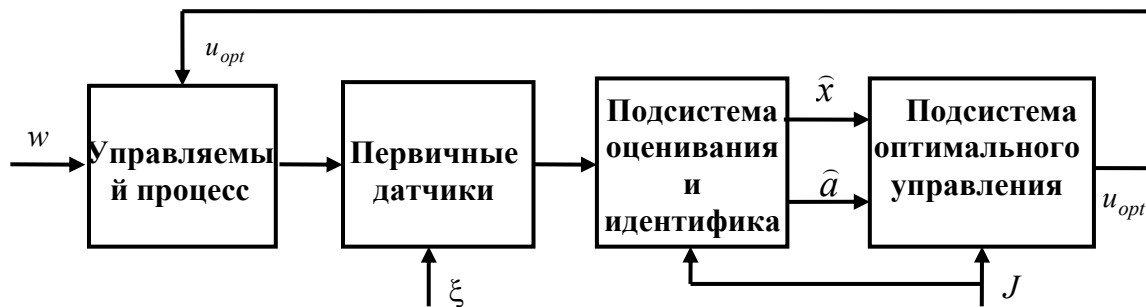 u_opt
w
Управляемы
й процесс
Первичные
датчики
Подсистема
оценивания
и
идентифика
x̂
â
Подсистема
оптимального
управления
u_opt
ξ
J